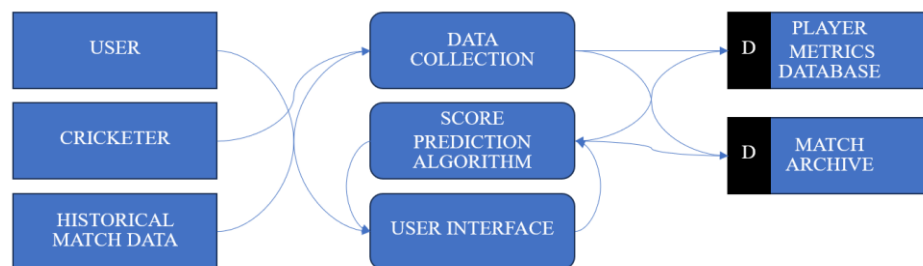 USER
CRICKETER
HISTORICAL
MATCH DATA
DATA
COLLECTION
SCORE
PREDICTION
ALGORITHM
USER INTERFACE
D
PLAYER
METRICS
DATABASE
D
MATCH
ARCHIVE